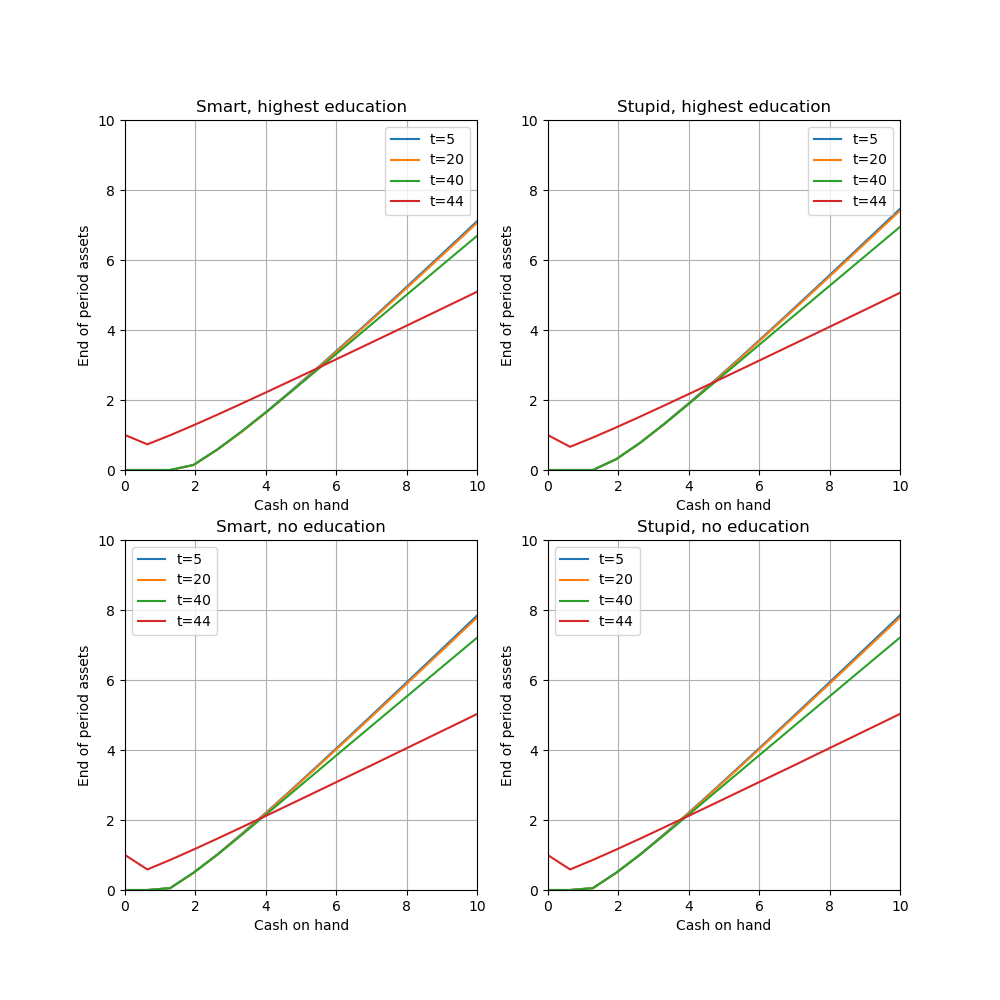 Smart, highest education
10
8
6
4
2
0
End of period assets
t=5
t=20
t=40
t=44
0 2 4 6 8 10
Cash on hand
Stupid, highest education
10
8
6
4
2
0
End of period assets
t=5
t=20
t=40
t=44
0 2 4 6 8 10
Cash on hand
Smart, no education
10
8
6
4
2
0
End of period assets
t=5
t=20
t=40
t=44
0 2 4 6 8 10
Cash on hand
Stupid, no education
10
8
6
4
2
0
End of period assets
t=5
t=20
t=40
t=44
0 2 4 6 8 10
Cash on hand